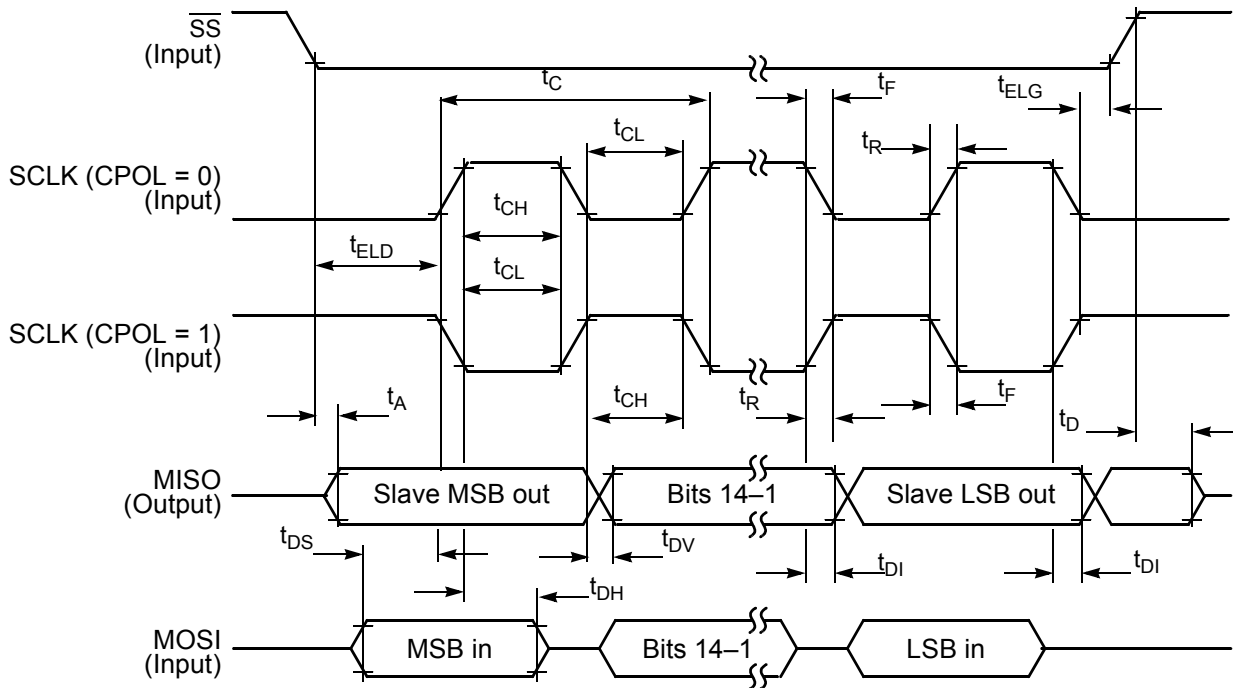 SS
(Input)
tC
tF
tELG
tCL
tR
SCLK (CPOL = 0)
(Input)
tCH
tELD
tCL
SCLK (CPOL = 1)
(Input)
tA
tCH
tR
tF
tD
MISO
(Output)
Slave MSB out
Bits 14–1
Slave LSB out
tDS
tDV
tDI
tDI
tDH
MOSI
(Input)
MSB in
Bits 14–1
LSB in